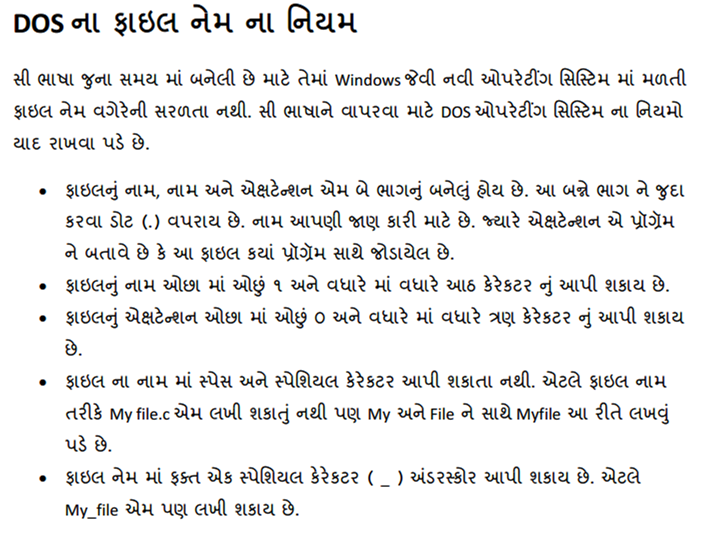 DOS ના ફાઇલ નેમ ના નિયમ
સી ભાષા જુના સમય માં બનેલી છે માટે તેમાં Windows જેવી નવી ઓપરેટીંગ સિસ્ટિમ માં મળતી
ફાઇલ નેમ વગેરેની સરળતા નથી. સી ભાષાને વાપરવા માટે DOS ઓપરેટીંગ સિસ્ટિમ ના નિયમો
યાદ રાખવા પડે છે.
• ફાઇલનું નામ, નામ અને એક્ષટેન્શન એમ બે ભાગનું બનેલું હોય છે. આ બન્ને ભાગ ને જુદા
કરવા ડોટ (.) વપરાય છે. નામ આપણી જાણ કારી માટે છે. જ્યારે એક્ષટેન્શન એ પ્રૉગ્રૅમ
ને બતાવે છે કે આ ફાઇલ કયાં પ્રૉગ્રૅમ સાથે જોડાયેલ છે.
• ફાઇલનું નામ ઓછા માં ઓછું ૧ અને વધારે માં વધારે આઠ કેરેકટર નું આપી શકાય છે.
• ફાઇલનું એક્ષટેન્શન ઓછા માં ઓછું ૦ અને વધારે માં વધારે ત્રણ કેરેકટર નું આપી શકાય
છે.
• ફાઇલ ના નામ માં સ્પેસ અને સ્પેશિયલ કેરેકટર આપી શકાતા નથી. એટલે ફાઇલ નામ
તરીકે My file.c એમ લખી શકાતું નથી પણ My અને File ને સાથે Myfile આ રીતે લખવું
પડે છે.
• ફાઇલ નેમ માં ફક્ત એક સ્પેશિયલ કેરેકટર ( _ ) અંડરસ્કોર આપી શકાય છે. એટલે
My_file એમ પણ લખી શકાય છે.